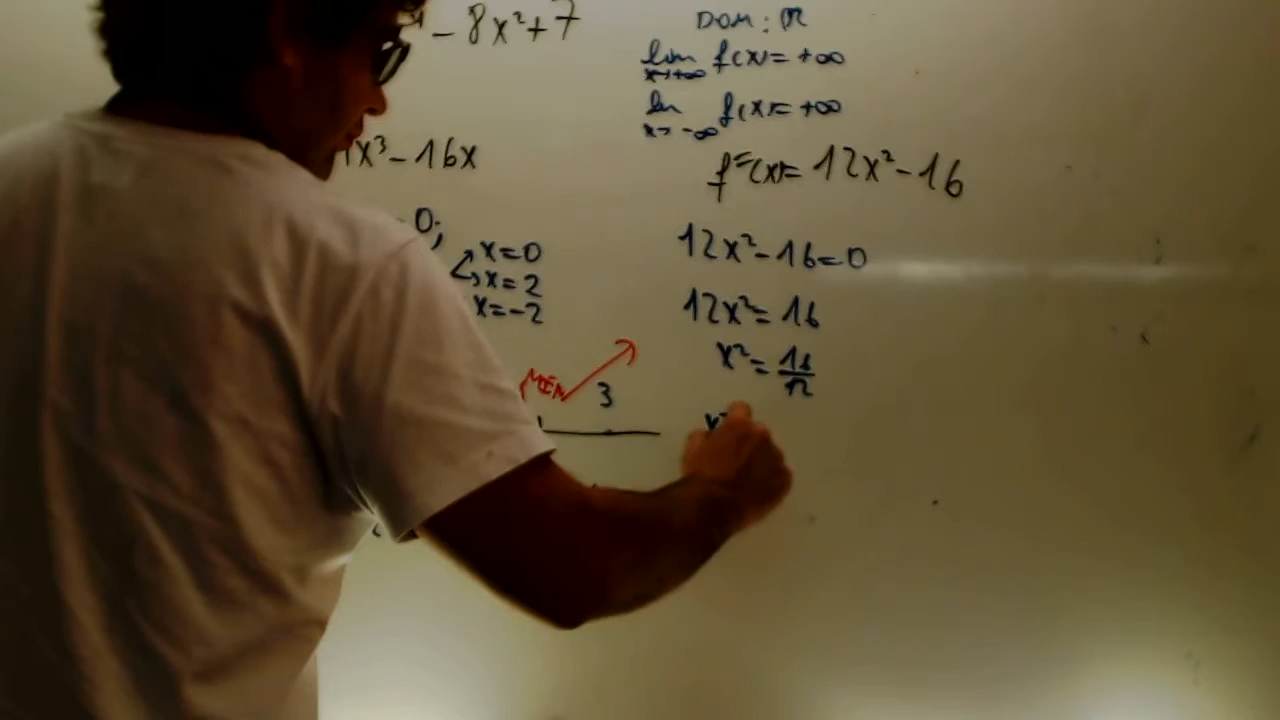 - 8x²+7
DOM: R
lim f(x)=+∞
x→+∞
lim f(x)=+∞
x→-∞
x³-16x
f''(x)=12x²-16
0;
x=0
x=2
x=-2
12x²-16=0
12x²=16
x²=16/12
MIN
3